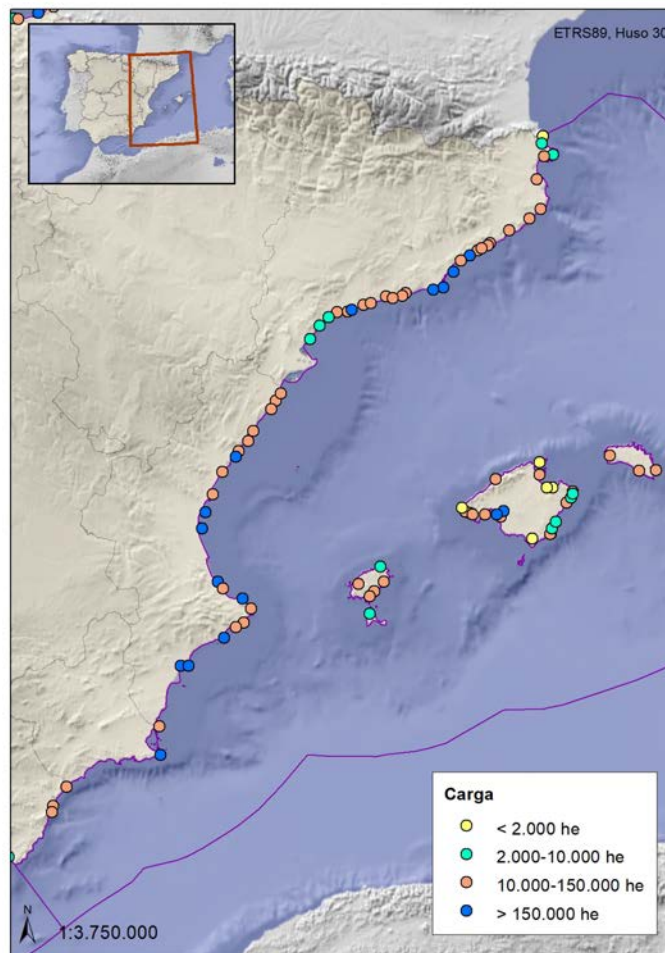 ETRS89, Huso 30
Carga
< 2.000 he
2.000-10.000 he
10.000-150.000 he
> 150.000 he
N
1:3.750.000